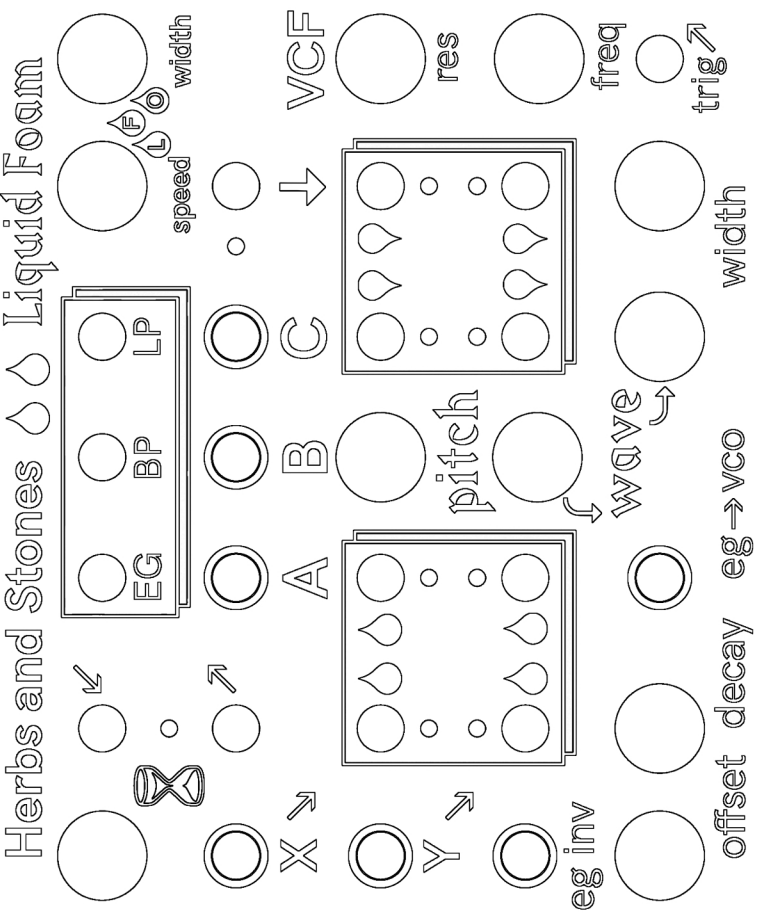 Herbs and Stones Liquid Foam
EG BP LP
L F O
speed width
X A B C VCF
Y pitch res
eg inv wave freq
trig
offset decay eg→vco width